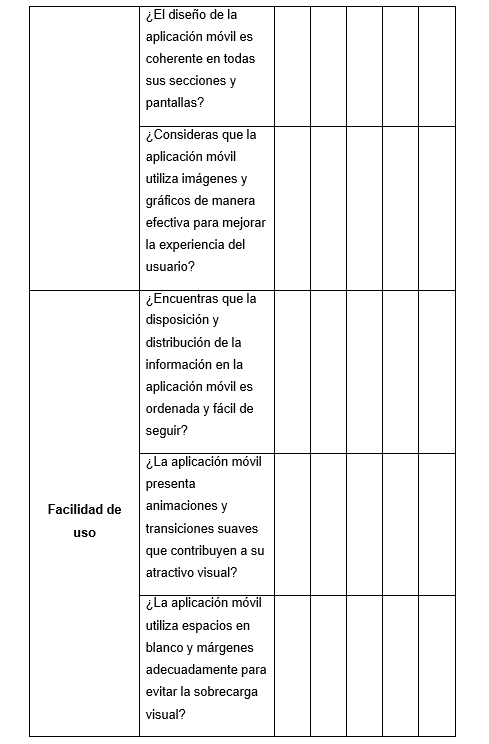 ¿El diseño de la
aplicación móvil es
coherente en todas
sus secciones y
pantallas?
¿Consideras que la
aplicación móvil
utiliza imágenes y
gráficos de manera
efectiva para mejorar
la experiencia del
usuario?
Facilidad de
uso
¿Encuentras que la
disposición y
distribución de la
información en la
aplicación móvil es
ordenada y fácil de
seguir?
¿La aplicación móvil
presenta
animaciones y
transiciones suaves
que contribuyen a su
atractivo visual?
¿La aplicación móvil
utiliza espacios en
blanco y márgenes
adecuadamente para
evitar la sobrecarga
visual?